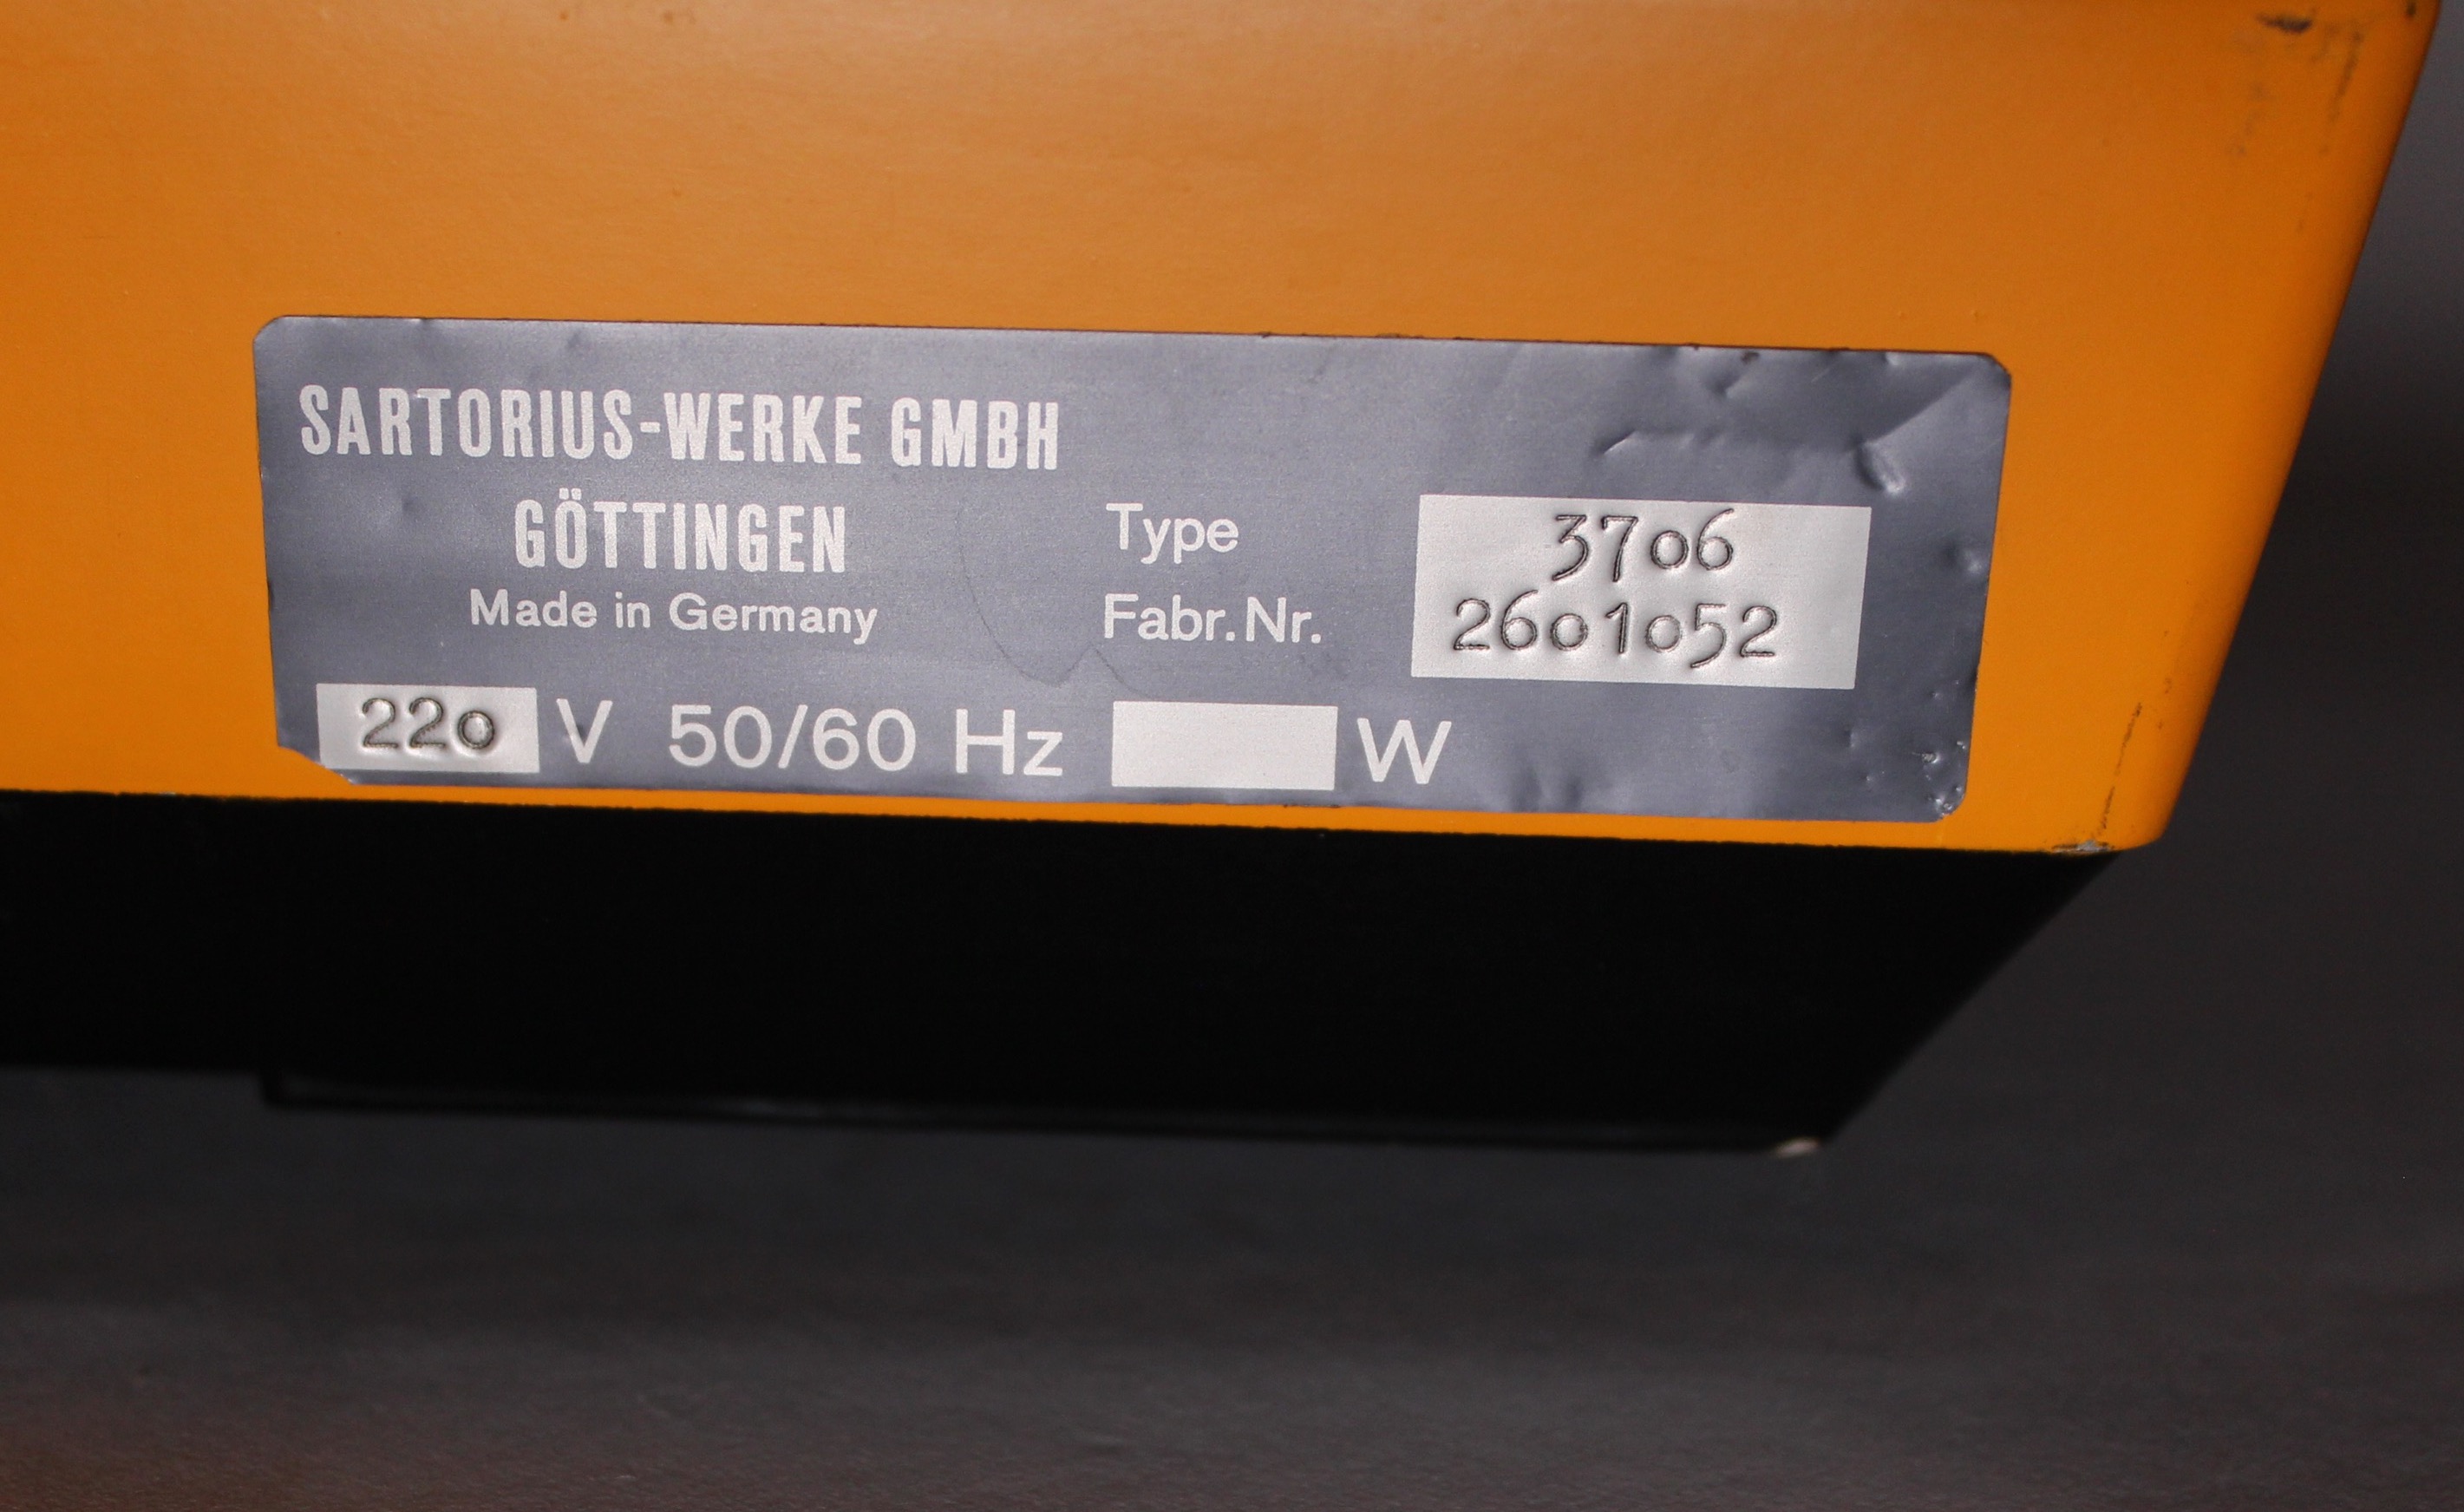 SARTORIUS-WERKE GMBH
GÖTTINGEN
Made in Germany
Type 3706
Fabr. Nr. 2601052
220 V 50/60 Hz W